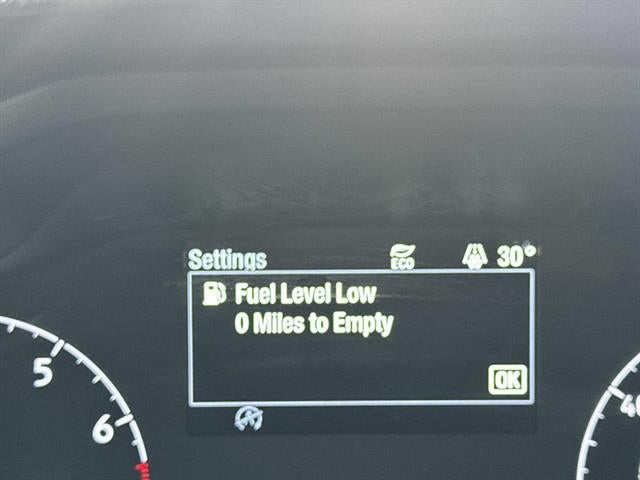 Settings ECO 30°
Fuel Level Low
0 Miles to Empty
OK
5
6